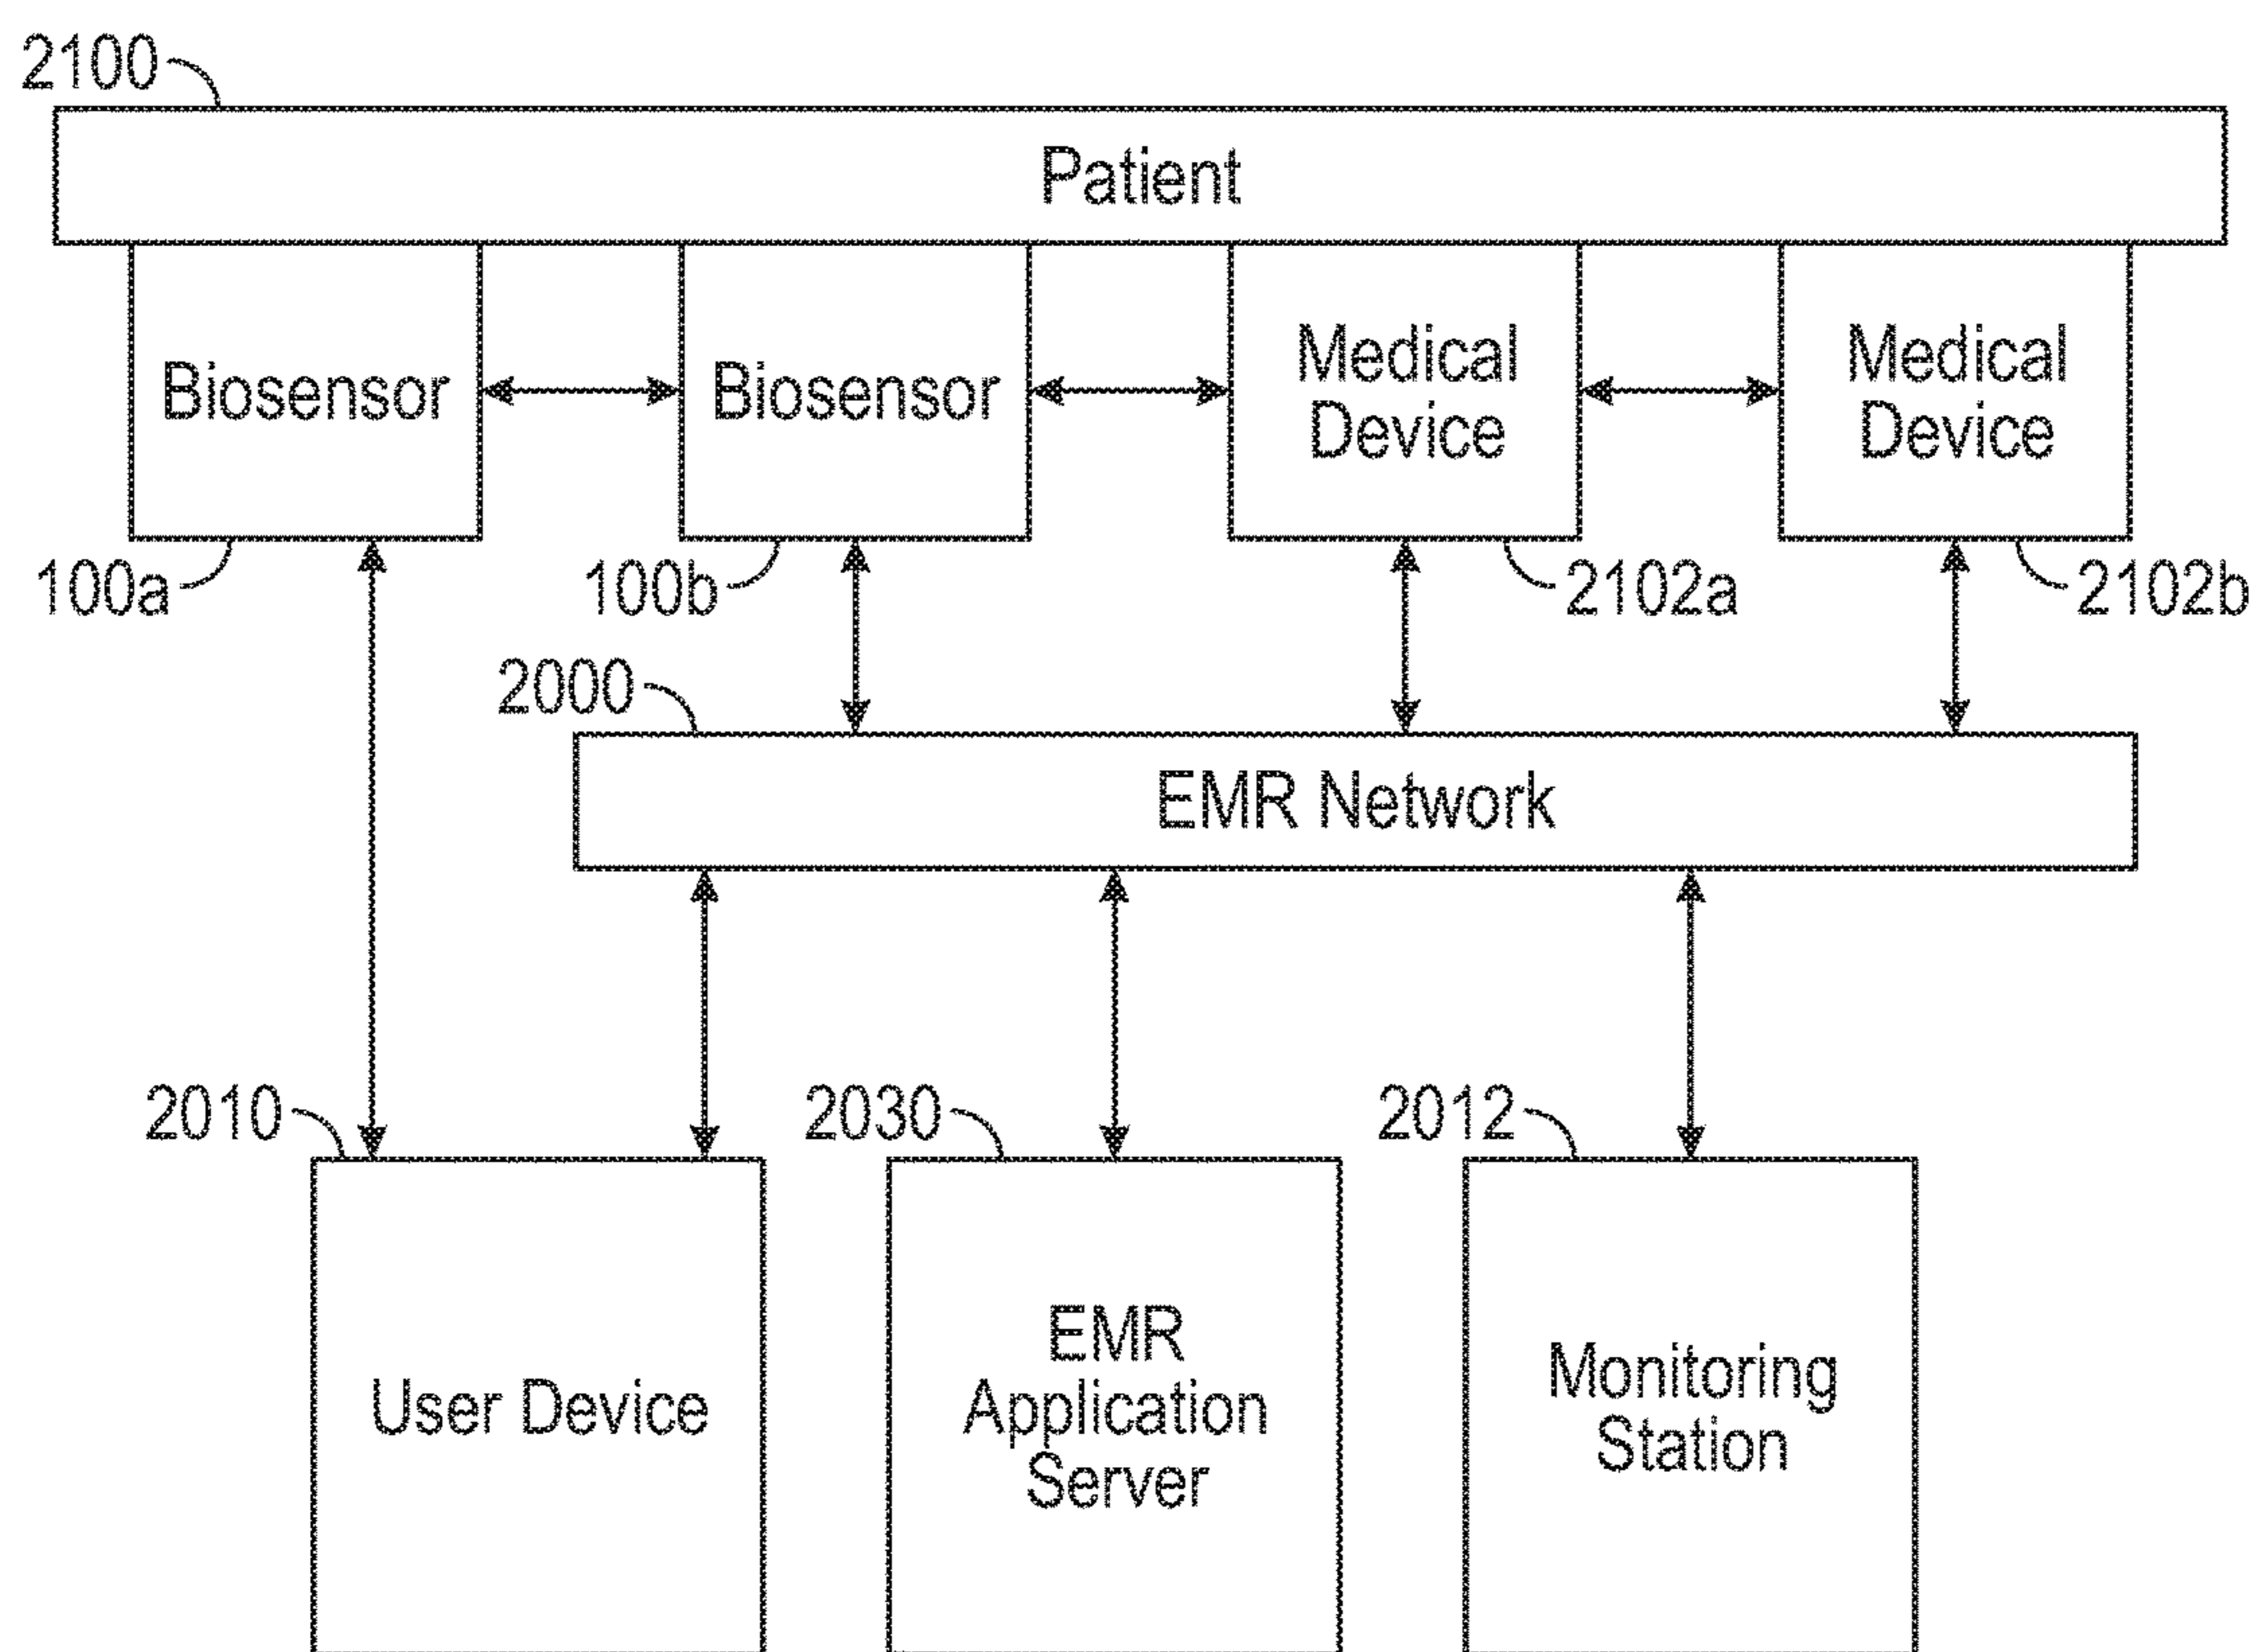 2100
Patient
Biosensor
Biosensor
Medical
Device
Medical
Device
100a
100b
2102a
2102b
2000
EMR Network
2010
2030
2012
User Device
EMR
Application
Server
Monitoring
Station